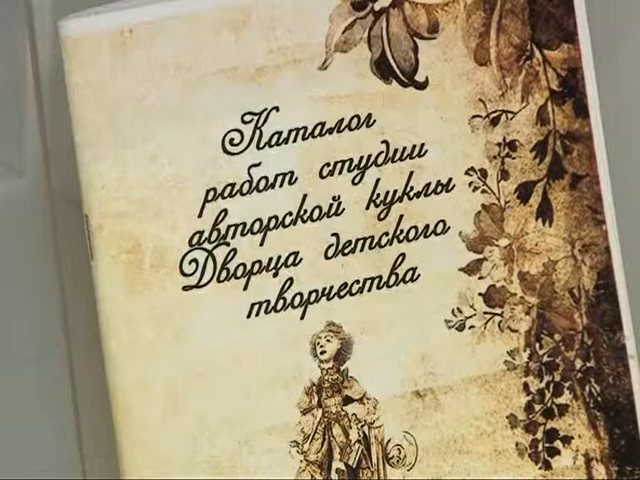 Каталог
работ студии
авторской куклы
Дворца детского
творчества